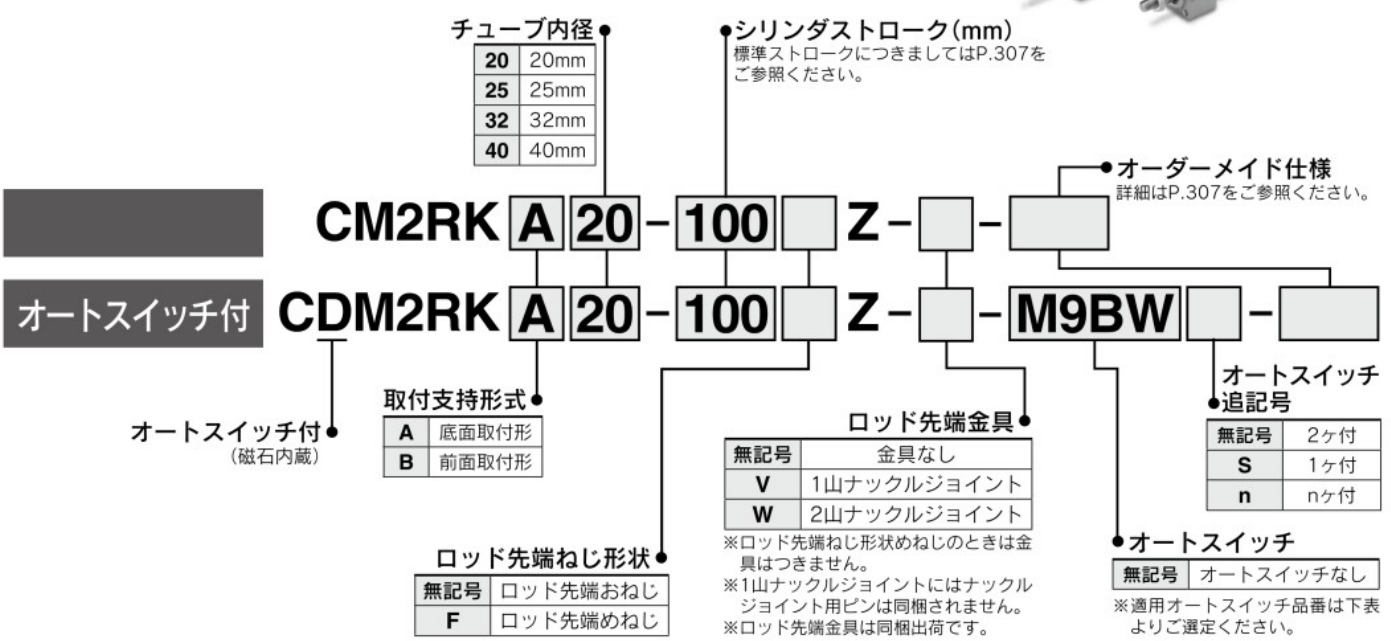 チューブ内径
20 20mm
25 25mm
32 32mm
40 40mm
シリンダストローク(mm)
標準ストロークにつきましてはP.307を
ご参照ください。
オーダーメイド仕様
詳細はP.307をご参照ください。
CM2RK A 20-100 Z- -
オートスイッチ付 CDM2RK A 20-100 Z- - M9BW -
オートスイッチ付
(磁石内蔵)
取付支持形式
A 底面取付形
B 前面取付形
ロッド先端ねじ形状
無記号 ロッド先端おねじ
F ロッド先端めねじ
ロッド先端金具
無記号 金具なし
V 1山ナックルジョイント
W 2山ナックルジョイント
※ロッド先端ねじ形状めねじのときは金
具はつきません。
※1山ナックルジョイントにはナックル
ジョイント用ピンは同梱されません。
※ロッド先端金具は同梱出荷です。
オートスイッチ
追記号
無記号 2ヶ付
S 1ヶ付
n nヶ付
オートスイッチ
無記号 オートスイッチなし
※適用オートスイッチ品番は下表
よりご選定ください。